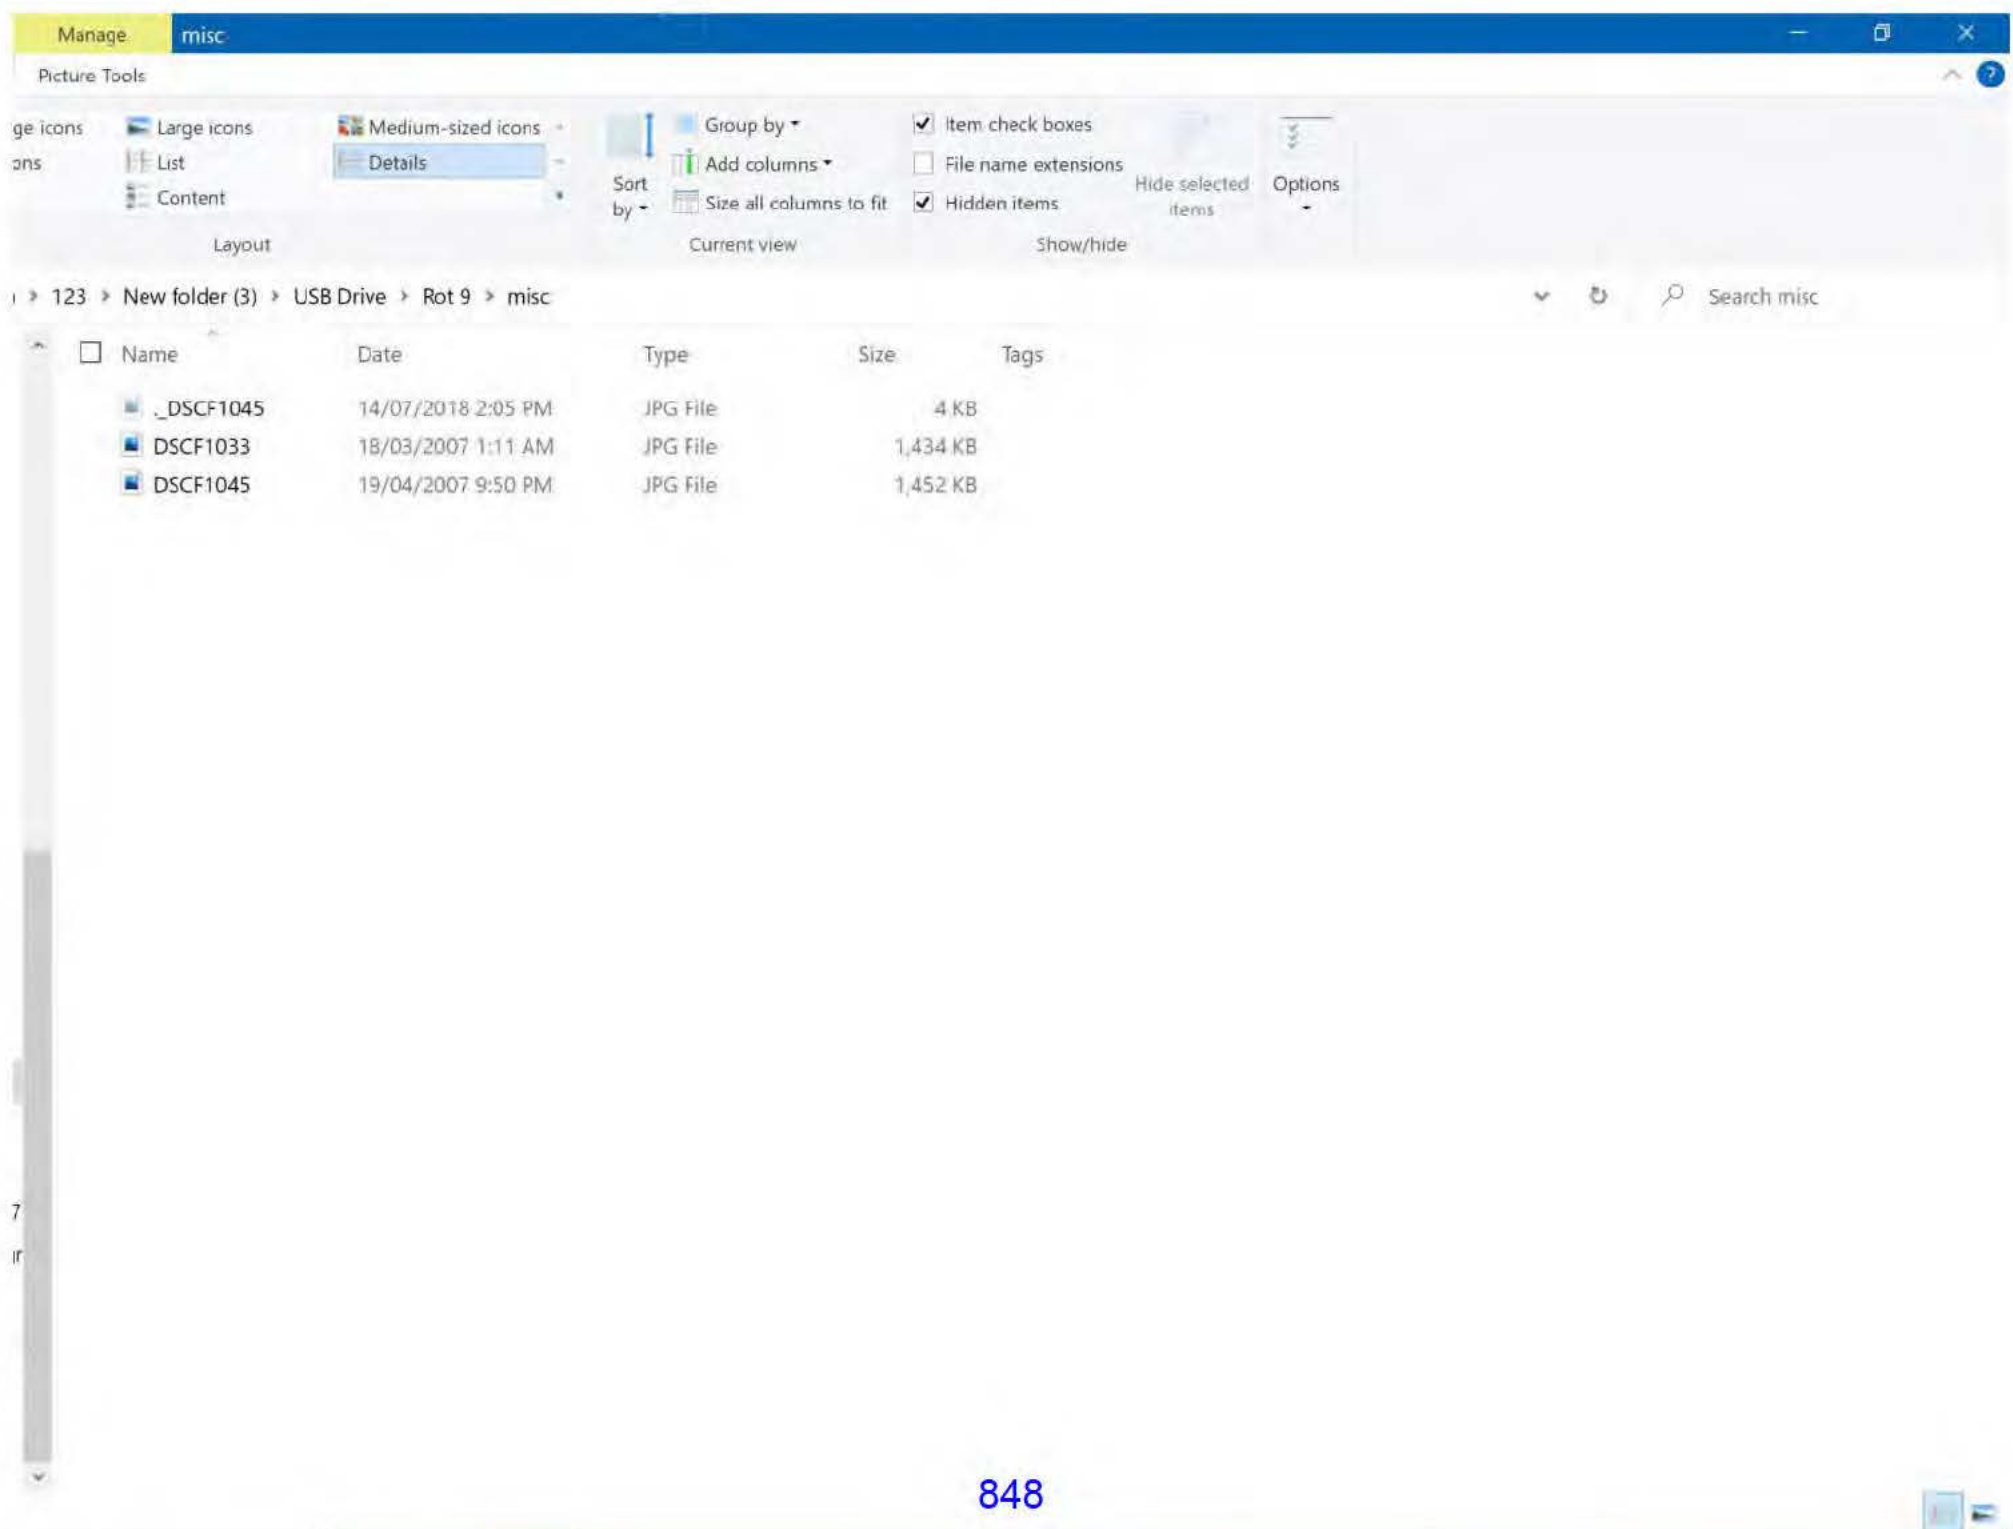 Manage misc
Picture Tools
ge icons Large icons Medium-sized icons Group by Item check boxes
ons List Details Add columns File name extensions
Content Sort by Size all columns to fit Hidden items Hide selected items Options
Layout Current view Show/hide
123 > New folder (3) > USB Drive > Rot 9 > misc Search misc
Name Date Type Size Tags
._DSCF1045 14/07/2018 2:05 PM JPG File 4 KB
DSCF1033 18/03/2007 1:11 AM JPG File 1,434 KB
DSCF1045 19/04/2007 9:50 PM JPG File 1,452 KB
7
848